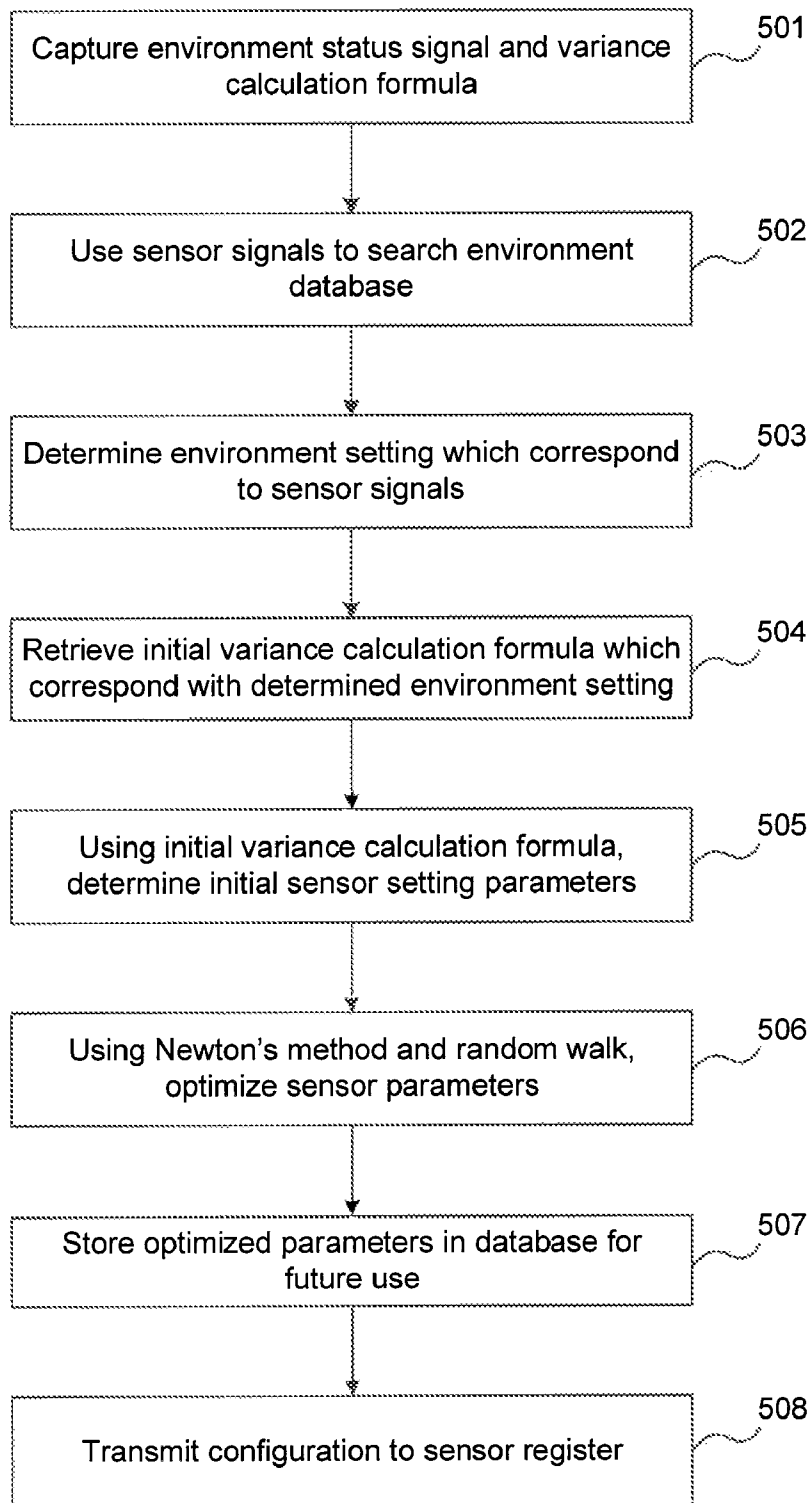 Capture environment status signal and variance
calculation formula
501
Use sensor signals to search environment
database
502
Determine environment setting which correspond
to sensor signals
503
Retrieve initial variance calculation formula which
correspond with determined environment setting
504
Using initial variance calculation formula,
determine initial sensor setting parameters
505
Using Newton's method and random walk,
optimize sensor parameters
506
Store optimized parameters in database for
future use
507
Transmit configuration to sensor register
508